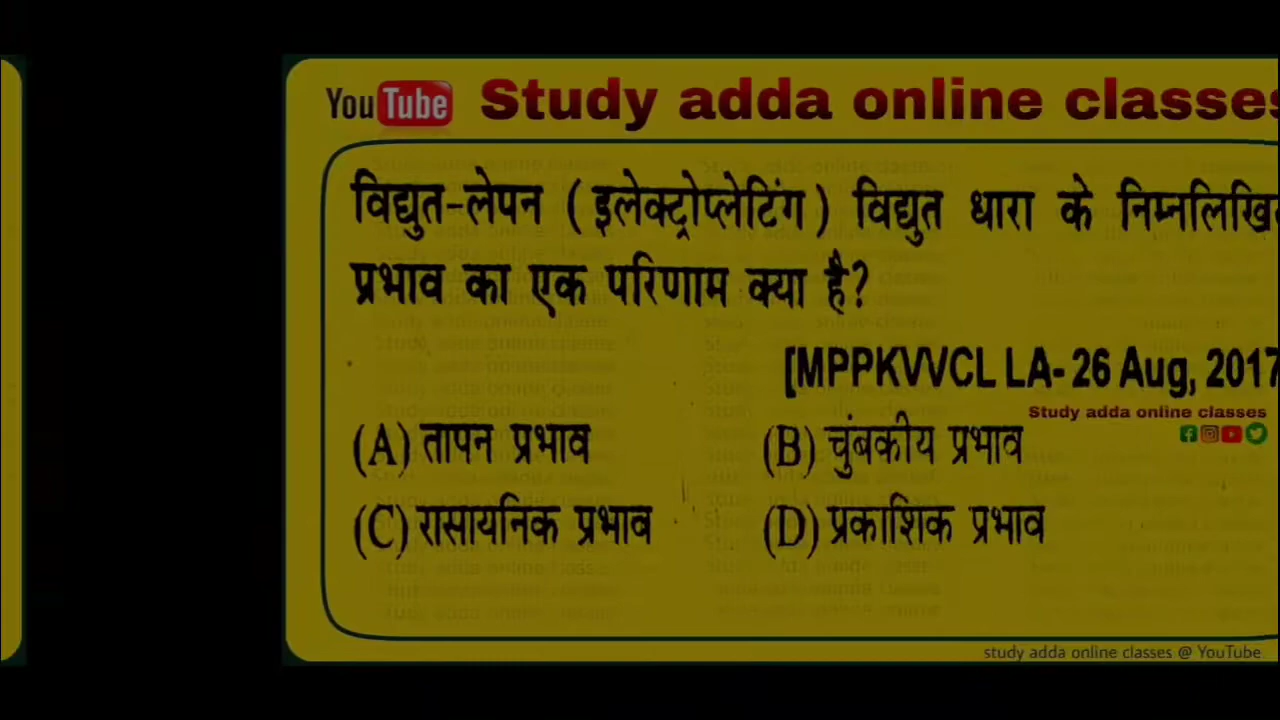 YouTube Study adda online classes
विद्युत-लेपन (इलेक्ट्रोप्लेटिंग) विद्युत धारा के निम्नलिखि
प्रभाव का एक परिणाम क्या है?
[MPPKVVCL LA- 26 Aug, 2017
Study adda online classes
(A) तापन प्रभाव (B) चुंबकीय प्रभाव
(C) रासायनिक प्रभाव (D) प्रकाशिक प्रभाव
study adda online classes @ YouTube